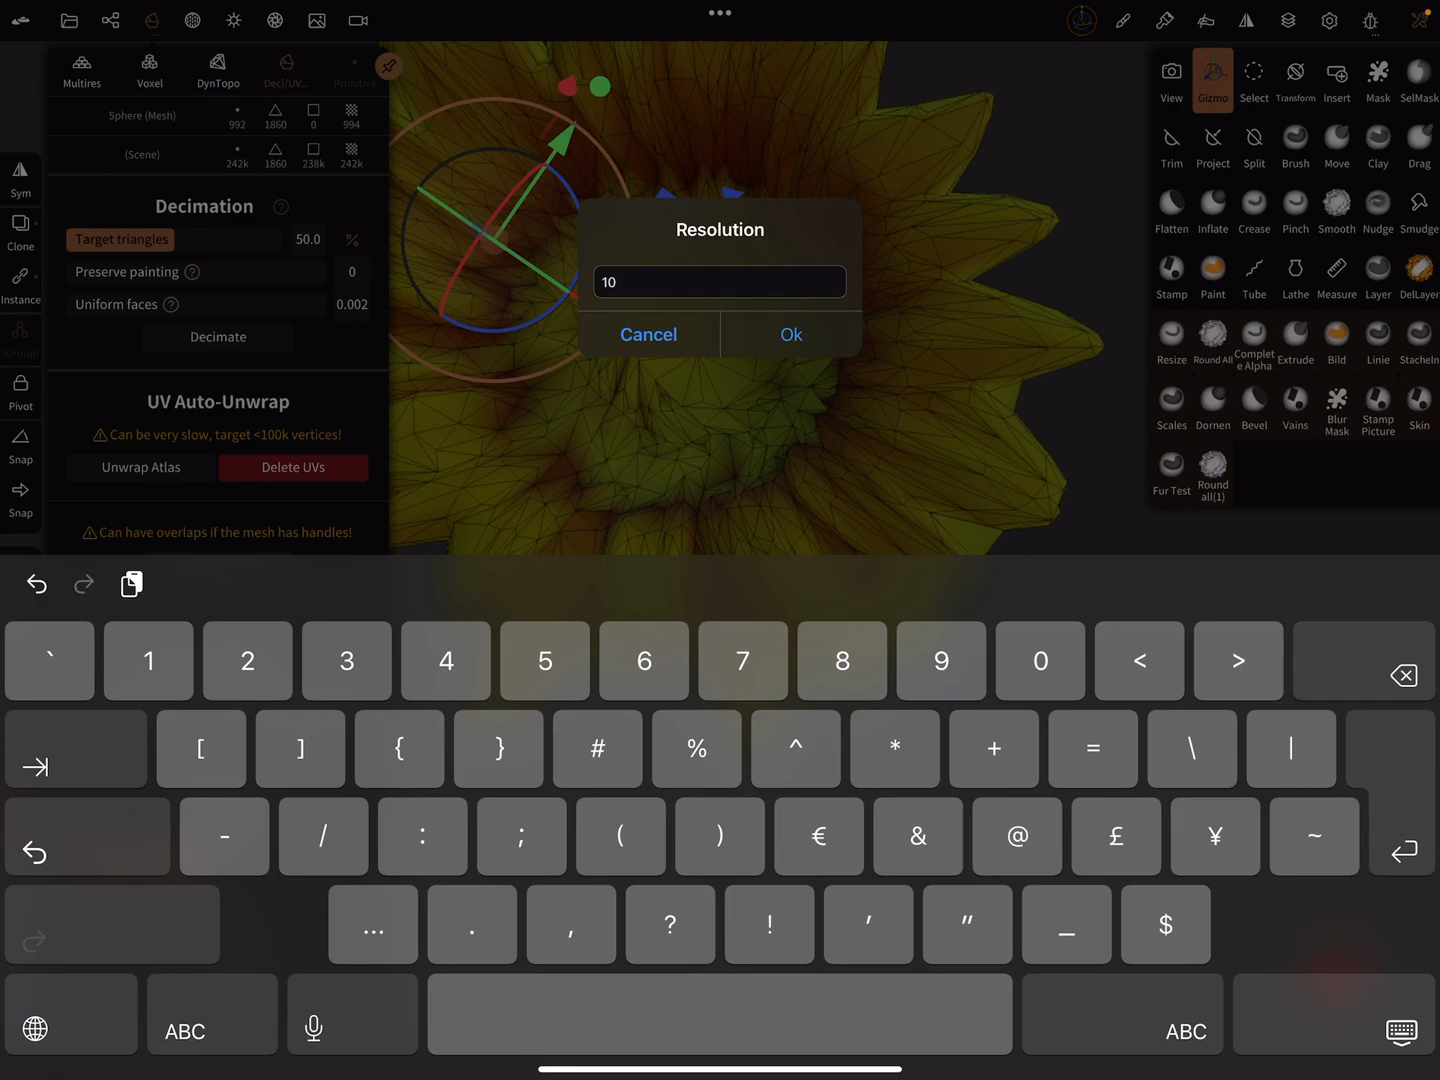 Multires Voxel DynTopo Deci/UV... Primitive
Sphere (Mesh) 992 1860 0 994
(Scene) 242k 1860 238k 242k
Decimation ?
Target triangles 50.0 %
Preserve painting ? 0
Uniform faces ? 0.002
Decimate
UV Auto-Unwrap
Can be very slow, target <100k vertices!
Unwrap Atlas Delete UVs
Can have overlaps if the mesh has handles!
Sym
Clone
Instance
(Group)
Pivot
Snap
Snap
Resolution
10
Cancel Ok
View Gizmo Select Transform Insert Mask SelMask
Trim Project Split Brush Move Clay Drag
Flatten Inflate Crease Pinch Smooth Nudge Smudge
Stamp Paint Tube Lathe Measure Layer DelLayer
Resize Round All Complet
e Alpha Extrude Bild Linie Stacheln
Scales Dornen Bevel Vains Blur
Mask Stamp
Picture Skin
Fur Test Round
all(1)
` 1 2 3 4 5 6 7 8 9 0 < >
[ ] { } # % ^ * + = \ |
- / : ; ( ) € & @ £ ¥ ~
... . , ? ! ' " _ $
ABC ABC